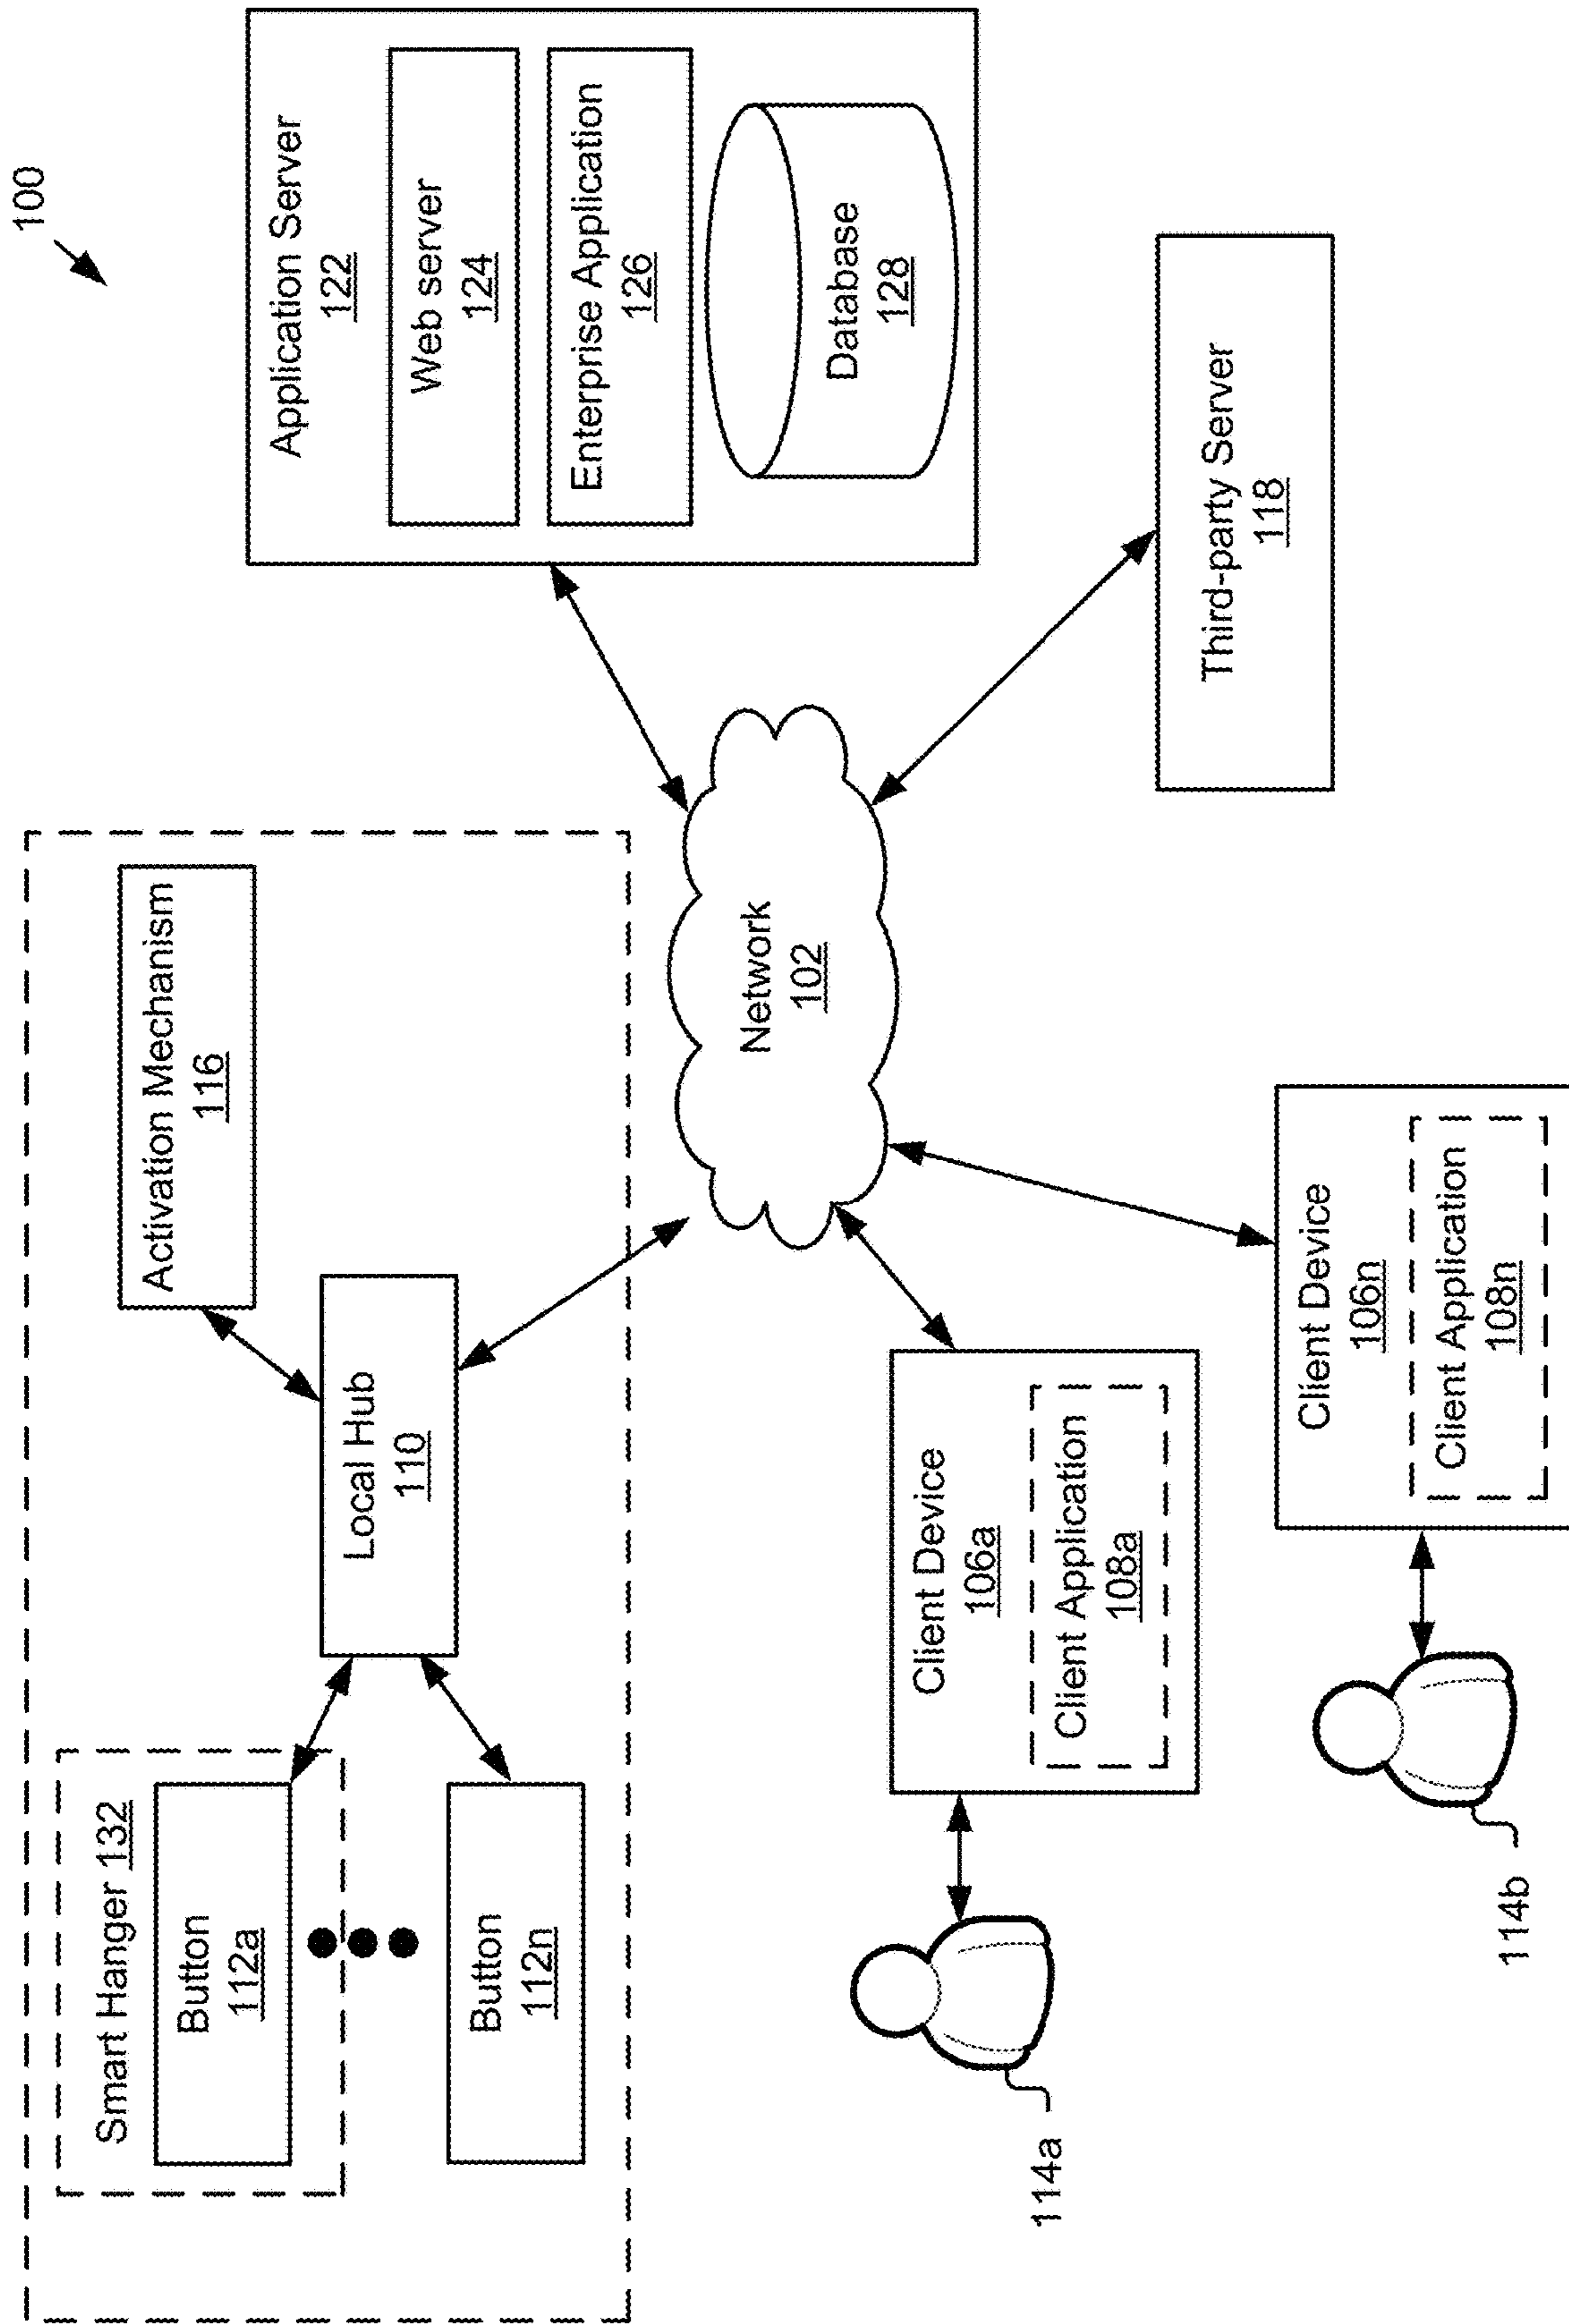 100
Smart Hanger 132
Button
112a
Button
112n
Local Hub
110
Activation Mechanism
116
Application Server
122
Web server
124
Enterprise Application
126
Database
128
Network
102
Third-party Server
118
Client Device
106a
Client Application
108a
Client Device
106n
Client Application
108n
114a
114b